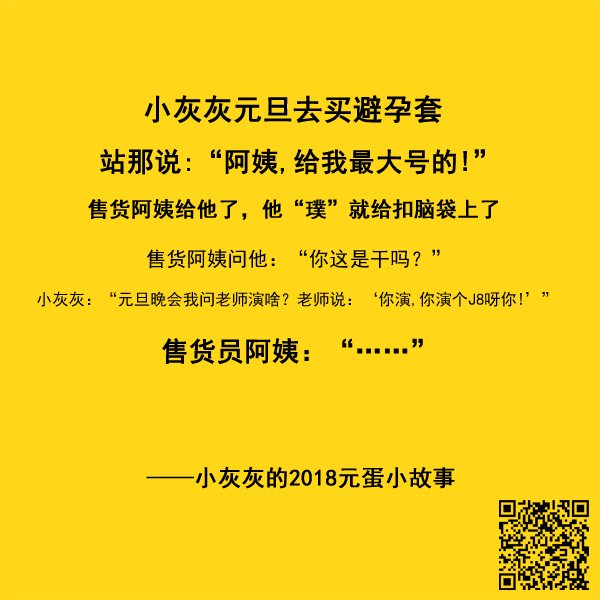 小灰灰元旦去买避孕套
站那说:“阿姨,给我最大号的!”
售货阿姨给他了，他“璞”就给扣脑袋上了
售货阿姨问他：“你这是干吗？”
小灰灰：“元旦晚会我问老师演啥？老师说：‘你演,你演个J8呀你!’”
售货员阿姨：“……”
——小灰灰的2018元蛋小故事